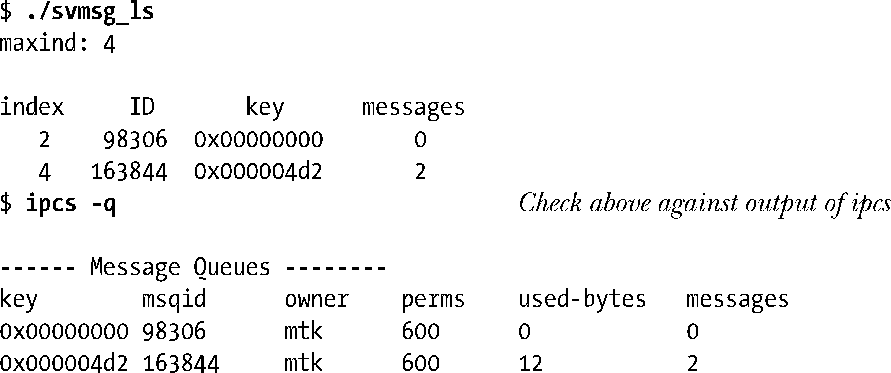 $ ./svmsg_ls
maxind: 4
index ID key messages
2 98306 0x00000000 0
4 163844 0x000004d2 2
$ ipcs -q Check above against output of ipcs
------ Message Queues --------
key msqid owner perms used-bytes messages
0x00000000 98306 mtk 600 0 0
0x000004d2 163844 mtk 600 12 2